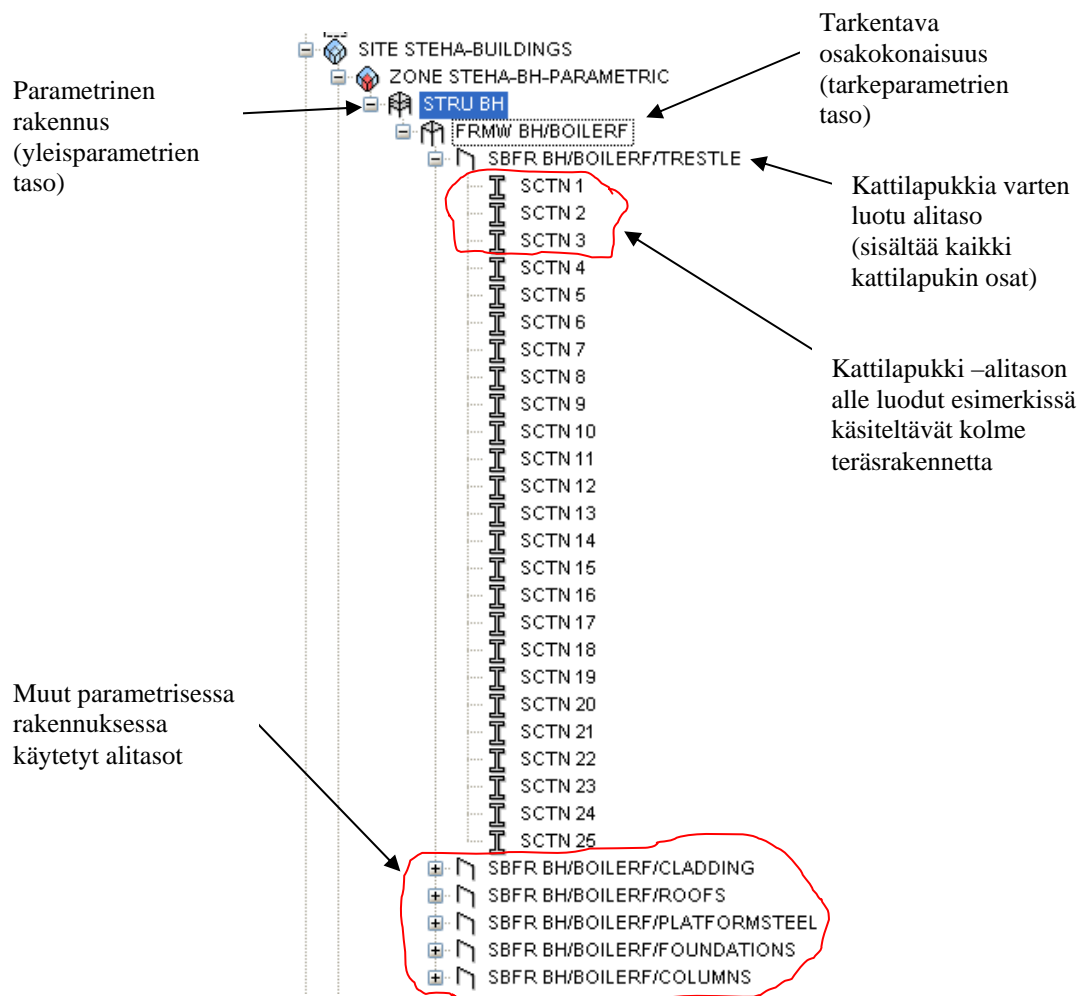 Tarkentava
osakokonaisuus
(tarkeparametrien
taso)
SITE STEHA-BUILDINGS
ZONE STEHA-BH-PARAMETRIC
STRU BH
FRMW BH/BOILERF
SBFR BH/BOILERF/TRESTLE
Parametrinen
rakennus
(yleisparametrien
taso)
Kattilapukkia varten
luotu alitaso
(sisältää kaikki
kattilapukin osat)
SCTN 1
SCTN 2
SCTN 3
SCTN 4
SCTN 5
SCTN 6
SCTN 7
SCTN 8
SCTN 9
SCTN 10
SCTN 11
SCTN 12
SCTN 13
SCTN 14
SCTN 15
SCTN 16
SCTN 17
SCTN 18
SCTN 19
SCTN 20
SCTN 21
SCTN 22
SCTN 23
SCTN 24
SCTN 25
Kattilapukki –alitason
alle luodut esimerkissä
käsiteltävät kolme
teräsrakennetta
Muut parametrisessa
rakennuksessa
käytetyt alitasot
SBFR BH/BOILERF/CLADDING
SBFR BH/BOILERF/ROOFS
SBFR BH/BOILERF/PLATFORMSTEEL
SBFR BH/BOILERF/FOUNDATIONS
SBFR BH/BOILERF/COLUMNS